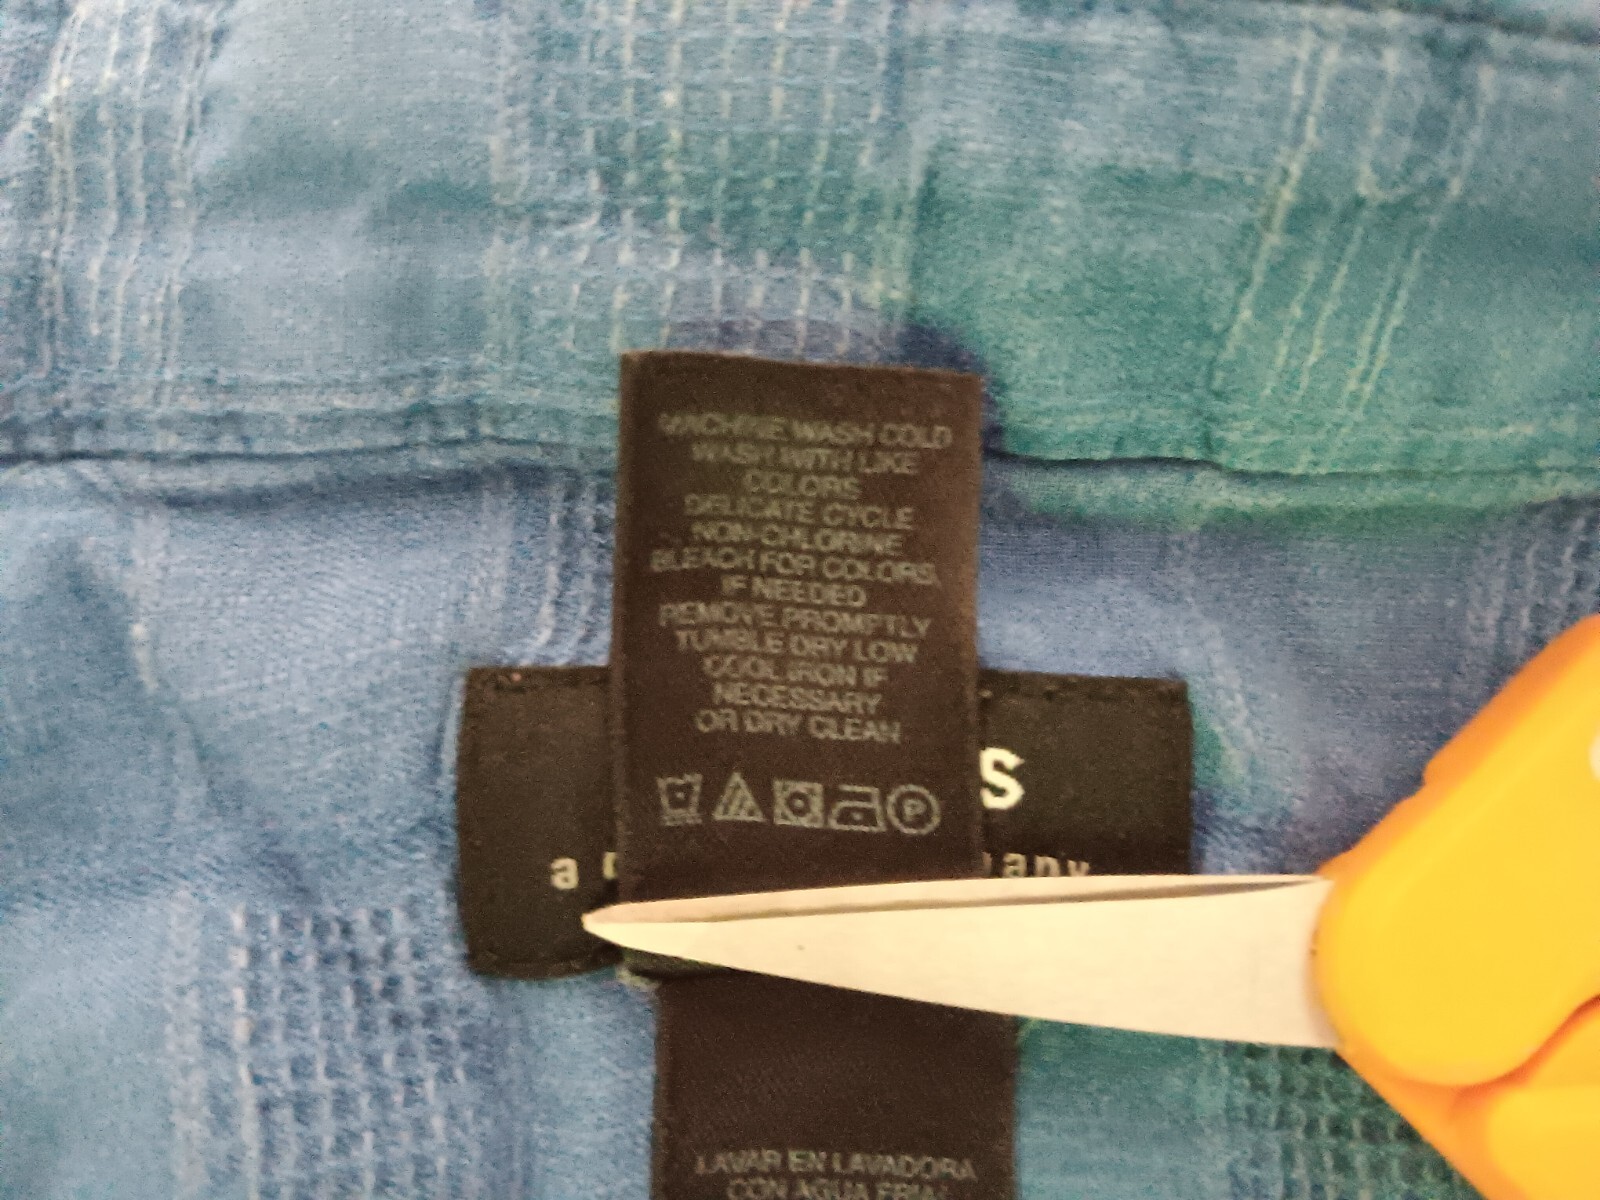 MACHINE WASH COLD
WASH WITH LIKE
COLORS
DELICATE CYCLE
NON-CHLORINE
BLEACH FOR COLORS,
IF NEEDED
REMOVE PROMPTLY
TUMBLE DRY LOW
COOL IRON IF
NECESSARY
OR DRY CLEAN
P
S
a
any
LAVAR EN LAVADORA
CON AGUA FRIA/